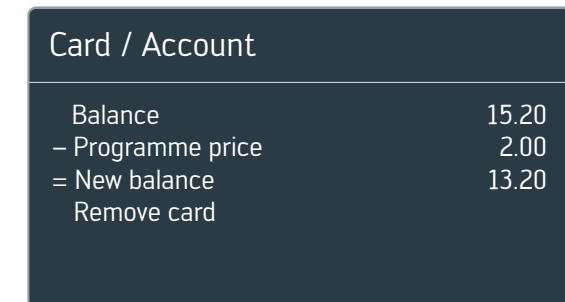 Card / Account
Balance 15.20
– Programme price 2.00
= New balance 13.20
Remove card